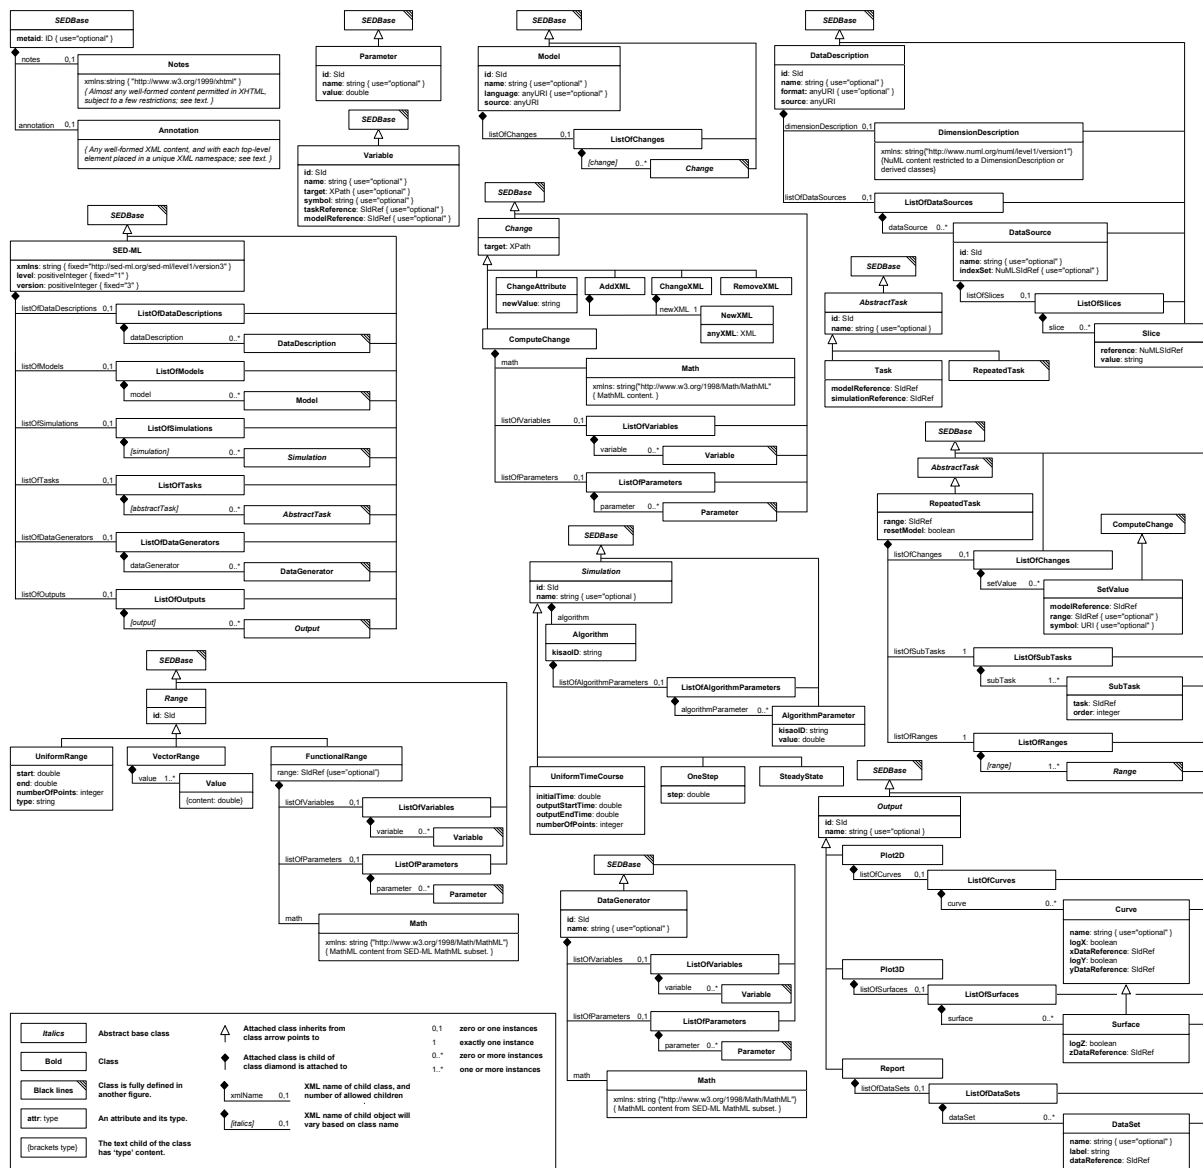 SEDBase
metaid: ID { use="optional" }
notes 0,1
Notes
xmlns:string { "http://www.w3.org/1999/xhtml" }
{ Almost any well-formed content permitted in XHTML,
subject to a few restrictions; see text. }
annotation 0,1
Annotation
{ Any well-formed XML content, and with each top-level
element placed in a unique XML namespace; see text. }
SEDBase
Parameter
id: SId
name: string { use="optional" }
value: double
SEDBase
Variable
id: SId
name: string { use="optional" }
target: XPath { use="optional" }
symbol: string { use="optional" }
taskReference: SIdRef { use="optional" }
modelReference: SIdRef { use="optional" }
SEDBase
Model
id: SId
name: string { use="optional" }
language: anyURI { use="optional" }
source: anyURI
listOfChanges 0,1
ListOfChanges
[change] 0..*
Change
SEDBase
DataDescription
id: SId
name: string { use="optional" }
format: anyURI { use="optional" }
source: anyURI
dimensionDescription 0,1
DimensionDescription
xmlns: string{"http://www.numl.org/numl/level1/version1"}
{NuML content restricted to a DimensionDescription or
derived classes}
listOfDataSources 0,1
ListOfDataSources
dataSource 0..*
DataSource
id: SId
name: string { use="optional" }
indexSet: NuMLSIdRef { use="optional" }
listOfSlices 0,1
ListOfSlices
slice 0..*
Slice
reference: NuMLSIdRef
value: string
SEDBase
SED-ML
xmlns: string { fixed="http://sed-ml.org/sed-ml/level1/version3" }
level: positiveInteger { fixed="1" }
version: positiveInteger { fixed="3" }
listOfDataDescriptions 0,1
ListOfDataDescriptions
dataDescription 0..*
DataDescription
listOfModels 0,1
ListOfModels
model 0..*
Model
listOfSimulations 0,1
ListOfSimulations
[simulation] 0..*
Simulation
listOfTasks 0,1
ListOfTasks
[abstractTask] 0..*
AbstractTask
listOfDataGenerators 0,1
ListOfDataGenerators
dataGenerator 0..*
DataGenerator
listOfOutputs 0,1
ListOfOutputs
[output] 0..*
Output
SEDBase
Change
target: XPath
ChangeAttribute
newValue: string
AddXML
ChangeXML
RemoveXML
newXML 1
NewXML
anyXML: XML
ComputeChange
math
Math
xmlns: string{"http://www.w3.org/1998/Math/MathML"
{ MathML content. }
listOfVariables 0,1
ListOfVariables
variable 0..*
Variable
listOfParameters 0,1
ListOfParameters
parameter 0..*
Parameter
SEDBase
AbstractTask
id: SId
name: string { use="optional }
Task
modelReference: SIdRef
simulationReference: SIdRef
RepeatedTask
SEDBase
AbstractTask
RepeatedTask
range: SIdRef
resetModel: boolean
listOfChanges 0,1
ListOfChanges
setValue 0..*
ComputeChange
SetValue
modelReference: SIdRef
range: SIdRef { use="optional" }
symbol: URI { use="optional" }
listOfSubTasks 1
ListOfSubTasks
subTask 1..*
SubTask
task: SIdRef
order: integer
listOfRanges 1
ListOfRanges
[range] 1..*
Range
SEDBase
Simulation
id: SId
name: string { use="optional }
algorithm
Algorithm
kisaoID: string
listOfAlgorithmParameters 0,1
ListOfAlgorithmParameters
algorithmParameter 0..*
AlgorithmParameter
kisaoID: string
value: double
UniformTimeCourse
initialTime: double
outputStartTime: double
outputEndTime: double
numberOfPoints: integer
OneStep
step: double
SteadyState
SEDBase
Range
id: SId
UniformRange
start: double
end: double
numberOfPoints: integer
type: string
VectorRange
value 1..*
Value
{content: double}
FunctionalRange
range: SIdRef {use="optional"}
listOfVariables 0,1
ListOfVariables
variable 0..*
Variable
listOfParameters 0,1
ListOfParameters
parameter 0..*
Parameter
math
Math
xmlns: string {"http://www.w3.org/1998/Math/MathML"}
{ MathML content from SED-ML MathML subset. }
SEDBase
DataGenerator
id: SId
name: string { use="optional" }
listOfVariables 0,1
ListOfVariables
variable 0..*
Variable
listOfParameters 0,1
ListOfParameters
parameter 0..*
Parameter
math
Math
xmlns: string {"http://www.w3.org/1998/Math/MathML"}
{ MathML content from SED-ML MathML subset. }
SEDBase
Output
id: SId
name: string { use="optional }
Plot2D
listOfCurves 0,1
ListOfCurves
curve 0..*
Curve
name: string { use="optional" }
logX: boolean
xDataReference: SIdRef
logY: boolean
yDataReference: SIdRef
Plot3D
listOfSurfaces 0,1
ListOfSurfaces
surface 0..*
Surface
logZ: boolean
zDataReference: SIdRef
Report
listOfDataSets 0,1
ListOfDataSets
dataSet 0..*
DataSet
name: string { use="optional" }
label: string
dataReference: SIdRef
Italics
Abstract base class
Bold
Class
Black lines
Class is fully defined in
another figure.
attr: type
An attribute and its type.
{brackets type}
The text child of the class
has 'type' content.
Attached class inherits from
class arrow points to
Attached class is child of
class diamond is attached to
xmlName 0,1
XML name of child class, and
number of allowed children
.
[italics] 0,1
XML name of child object will
vary based on class name
0,1 zero or one instances
1 exactly one instance
0..* zero or more instances
1..* one or more instances